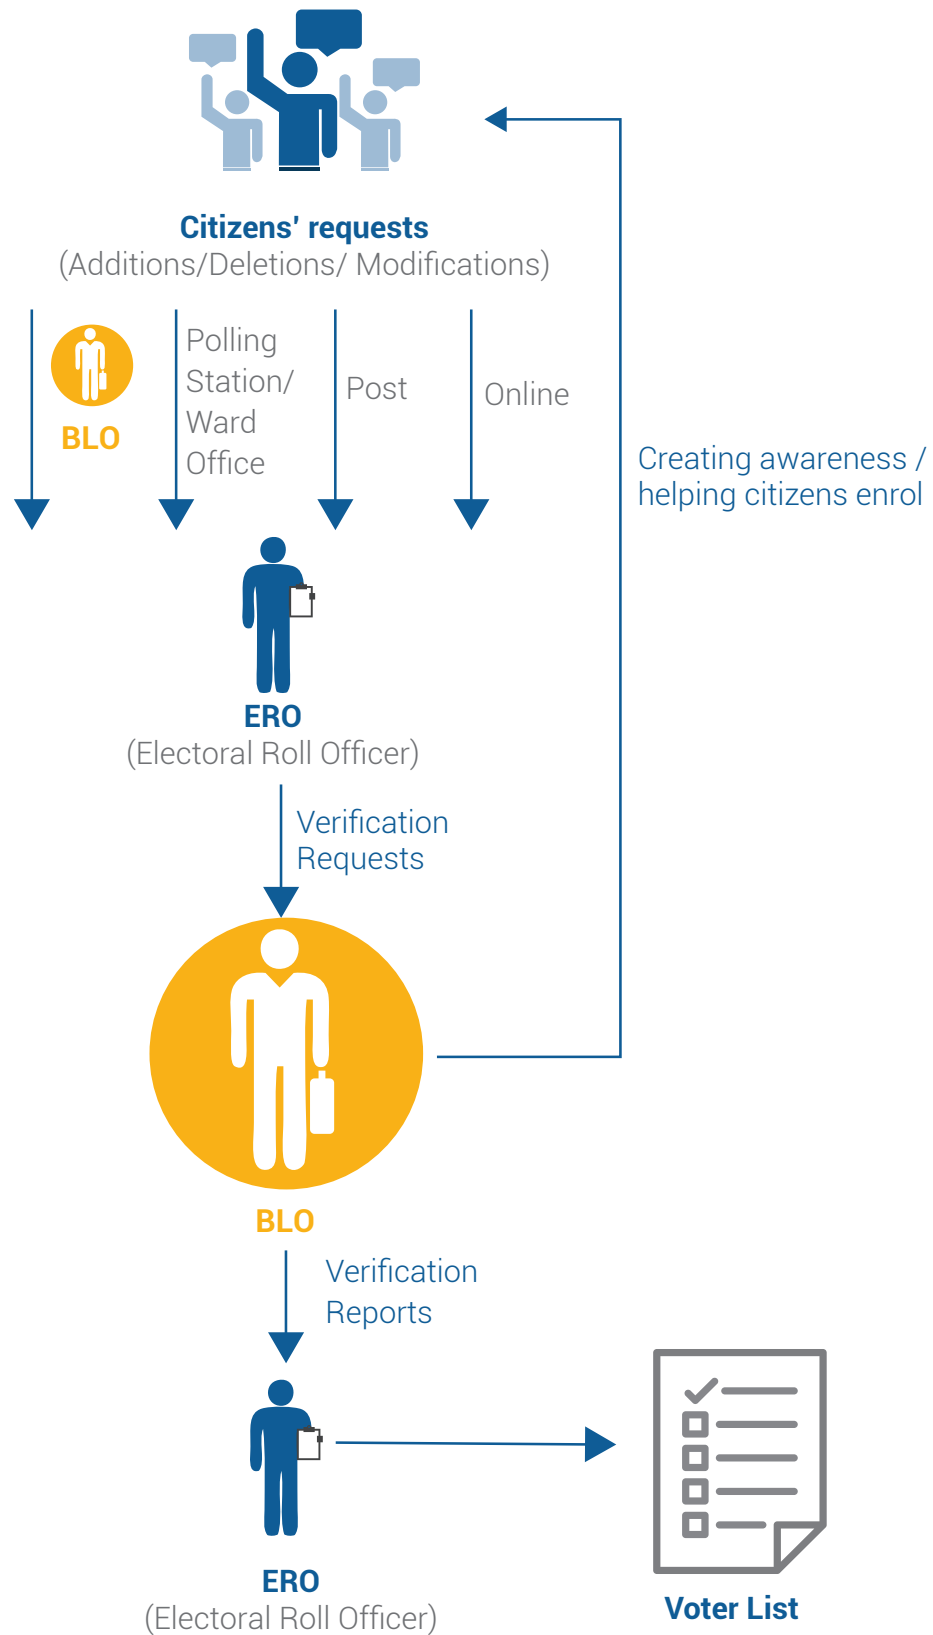 Citizens’ requests
(Additions/Deletions/ Modifications)
BLO
Polling
Station/
Ward
Office
Post
Online
Creating awareness /
helping citizens enrol
ERO
(Electoral Roll Officer)
Verification
Requests
BLO
Verification
Reports
ERO
(Electoral Roll Officer)
Voter List